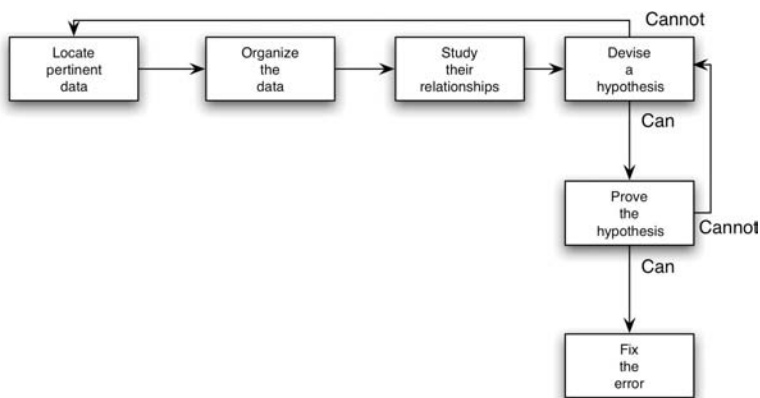 Cannot
Locate
pertinent
data
Organize
the
data
Study
their
relationships
Devise
a
hypothesis
Can
Prove
the
hypothesis
Cannot
Can
Fix
the
error